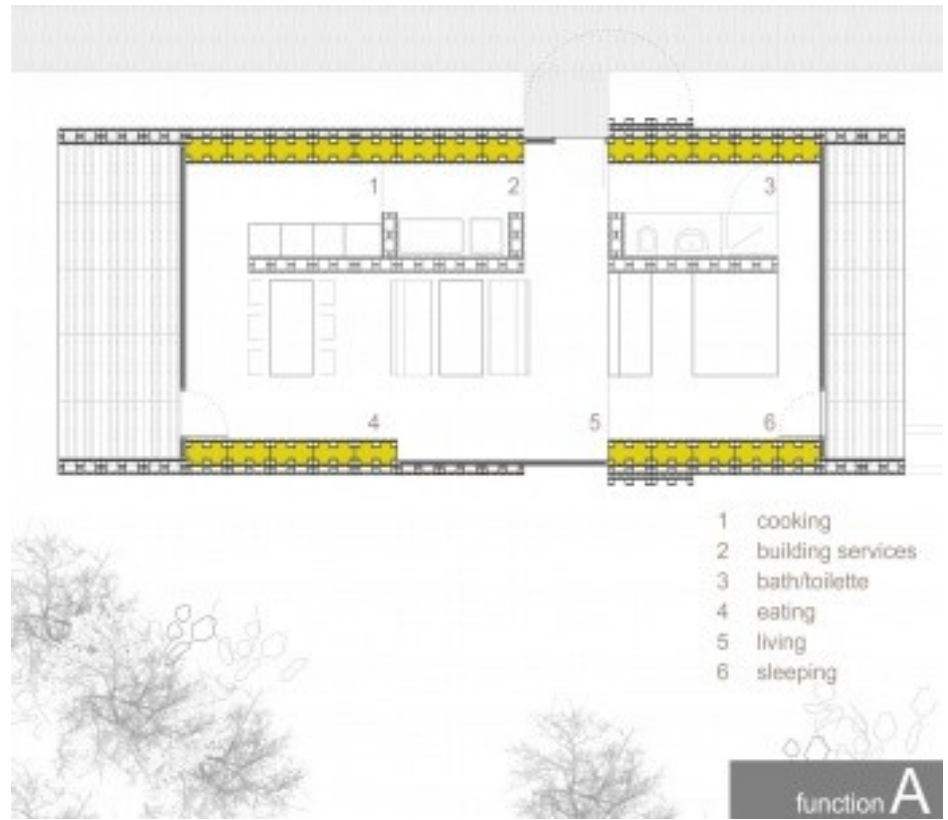 1
2
3
4
5
6
1 cooking
2 building services
3 bath/toilette
4 eating
5 living
6 sleeping
function A